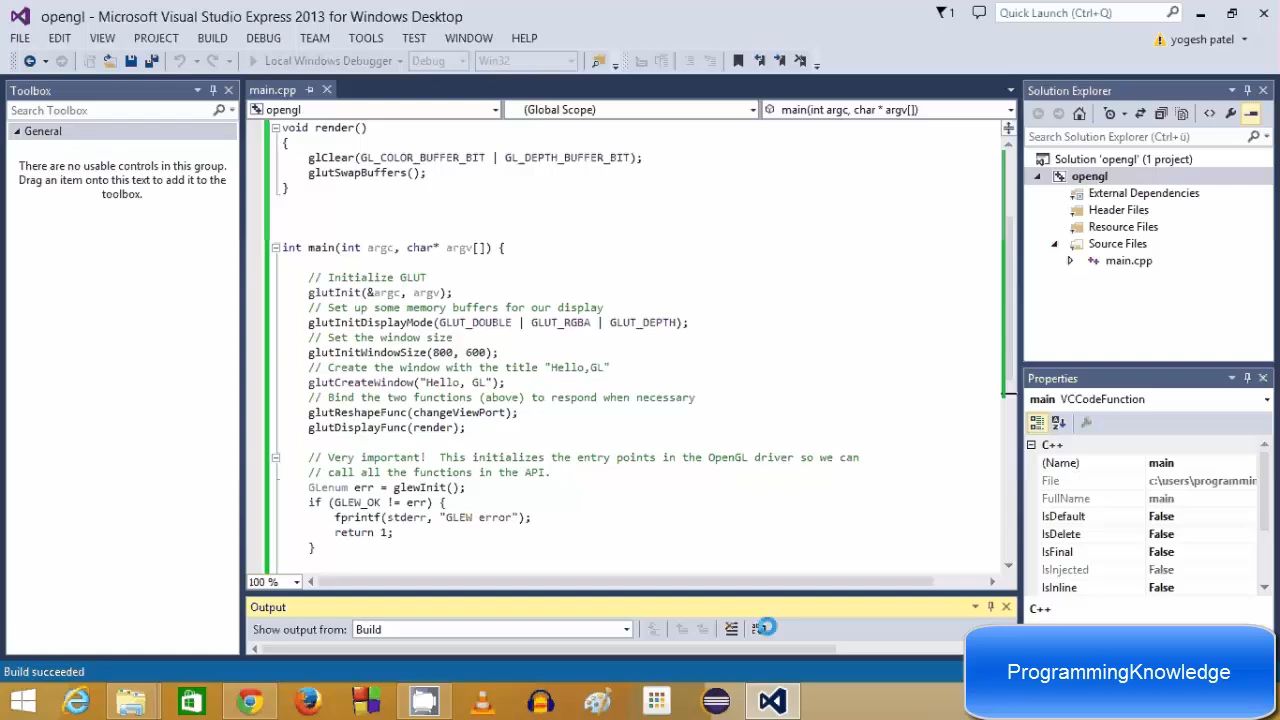 opengl - Microsoft Visual Studio Express 2013 for Windows Desktop
1
Quick Launch (Ctrl+Q)
FILE EDIT VIEW PROJECT BUILD DEBUG TEAM TOOLS TEST WINDOW HELP
yogesh patel
Local Windows Debugger
Debug
Win32
Toolbox
Search Toolbox
General
There are no usable controls in this group.
Drag an item onto this text to add it to the
toolbox.
main.cpp
opengl
(Global Scope)
main(int argc, char * argv[])
void render()
{
glClear(GL_COLOR_BUFFER_BIT | GL_DEPTH_BUFFER_BIT);
glutSwapBuffers();
}
int main(int argc, char* argv[]) {
// Initialize GLUT
glutInit(&argc, argv);
// Set up some memory buffers for our display
glutInitDisplayMode(GLUT_DOUBLE | GLUT_RGBA | GLUT_DEPTH);
// Set the window size
glutInitWindowSize(800, 600);
// Create the window with the title "Hello,GL"
glutCreateWindow("Hello, GL");
// Bind the two functions (above) to respond when necessary
glutReshapeFunc(changeViewPort);
glutDisplayFunc(render);
// Very important!  This initializes the entry points in the OpenGL driver so we can
// call all the functions in the API.
GLenum err = glewInit();
if (GLEW_OK != err) {
fprintf(stderr, "GLEW error");
return 1;
}
100 %
Output
Show output from: Build
Build succeeded
Solution Explorer
Search Solution Explorer (Ctrl+ü)
Solution 'opengl' (1 project)
opengl
External Dependencies
Header Files
Resource Files
Source Files
main.cpp
Properties
main VCCodeFunction
C++
(Name) main
File c:\users\programmin
FullName main
IsDefault False
IsDelete False
IsFinal False
IsInjected False
IsInline False
C++
ProgrammingKnowledge